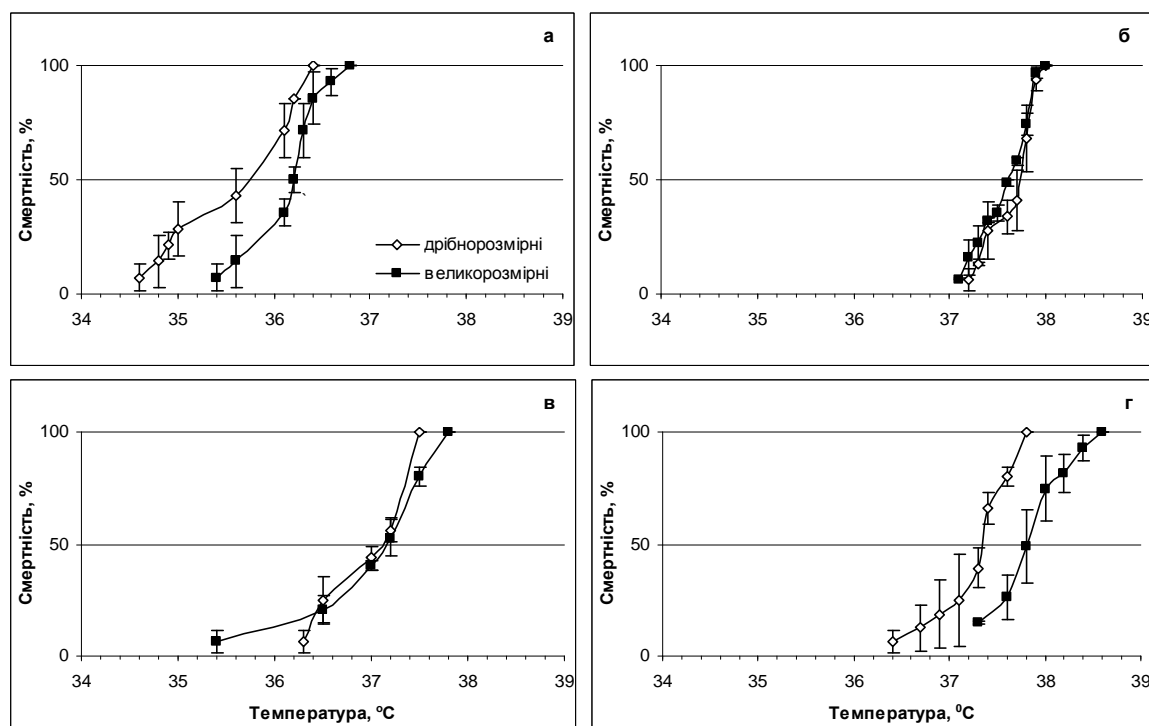 а
Смертність, %
100
50
0
34 35 36 37 38 39
дрібнорозмірні
великорозмірні
б
Смертність, %
100
50
0
34 35 36 37 38 39
в
Смертність, %
100
50
0
34 35 36 37 38 39
Температура, °С
г
Смертність, %
100
50
0
34 35 36 37 38 39
Температура, ⁰С